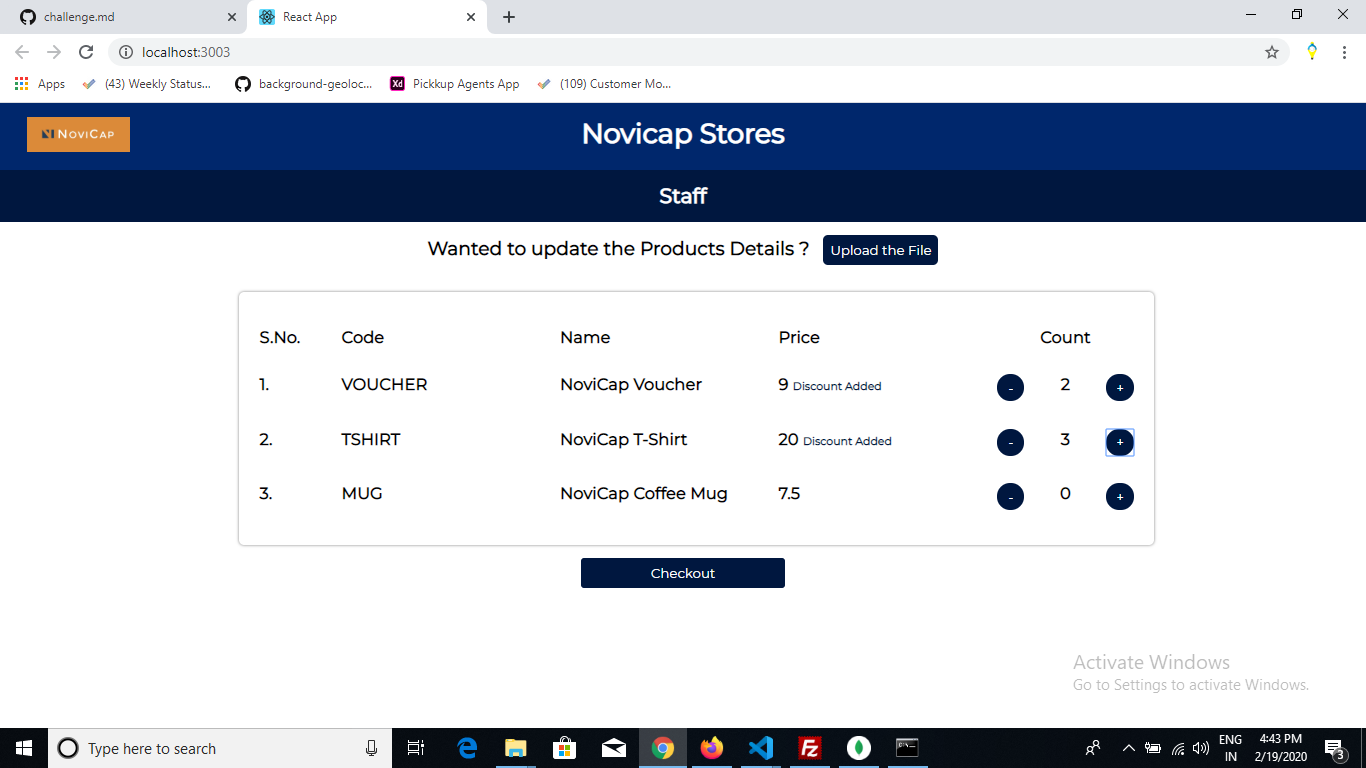 challenge.md
React App
localhost:3003
Apps
(43) Weekly Status...
background-geoloc...
Xd
Pickkup Agents App
(109) Customer Mo...
NOVICAP
Novicap Stores
Staff
Wanted to update the Products Details ? Upload the File
S.No. Code Name Price Count
1. VOUCHER NoviCap Voucher 9 Discount Added - 2 +
2. TSHIRT NoviCap T-Shirt 20 Discount Added - 3 +
3. MUG NoviCap Coffee Mug 7.5 - 0 +
Checkout
Activate Windows
Go to Settings to activate Windows.
Type here to search
Fz
ENG
IN
4:43 PM
2/19/2020
3